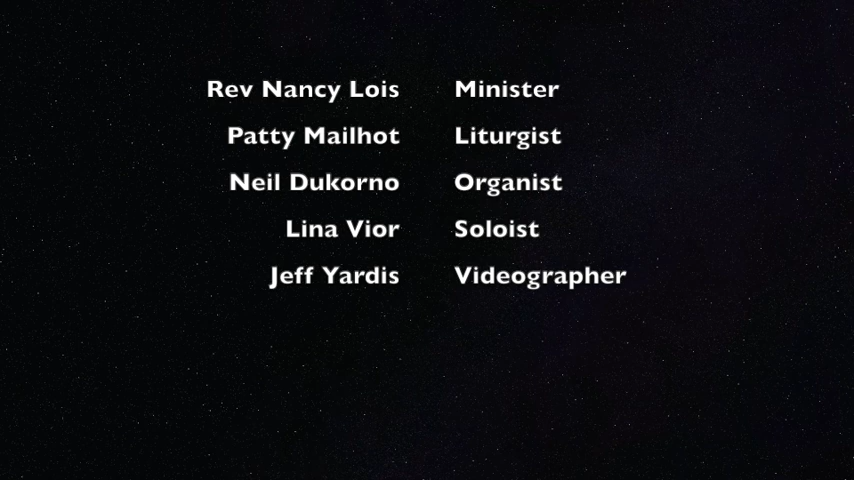 Rev Nancy Lois Minister
Patty Mailhot Liturgist
Neil Dukorno Organist
Lina Vior Soloist
Jeff Yardis Videographer